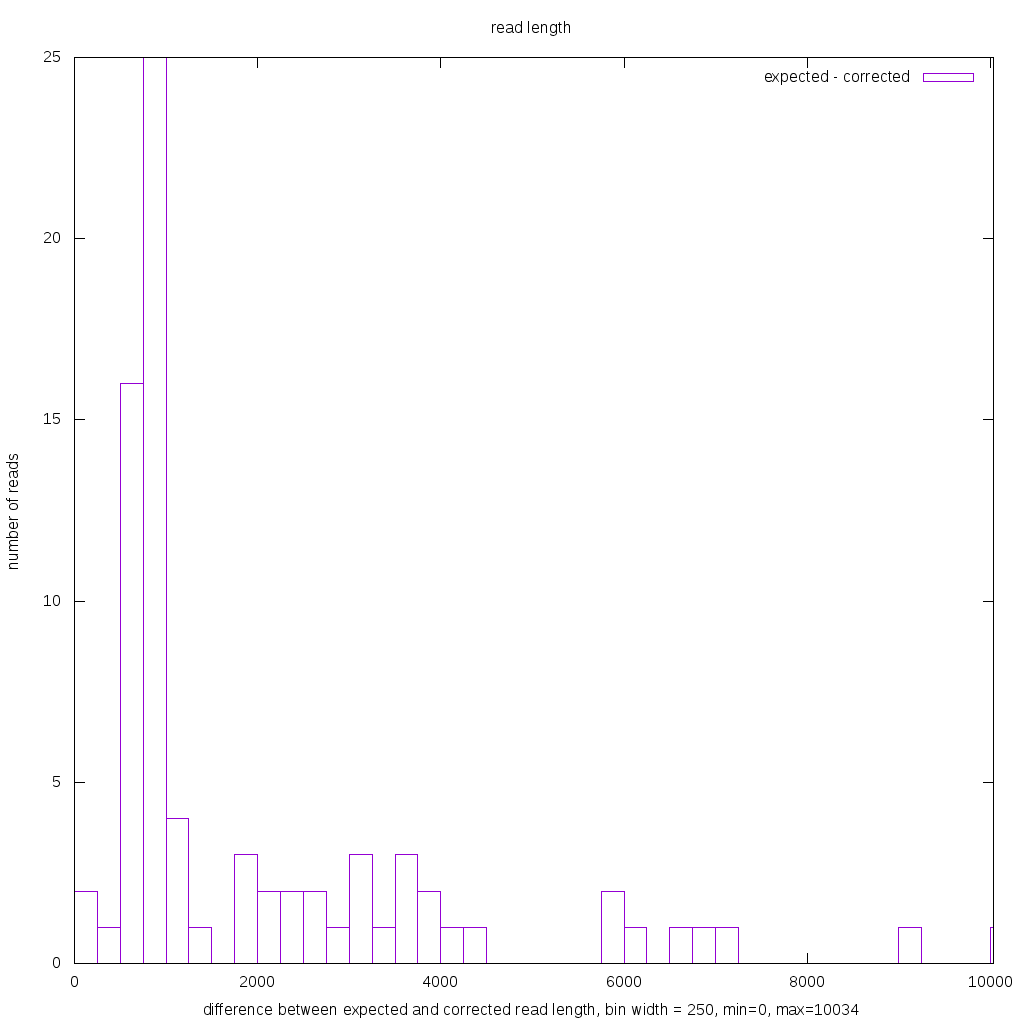 read length
expected - corrected
25
20
15
10
5
0
number of reads
0 2000 4000 6000 8000 10000
difference between expected and corrected read length, bin width = 250, min=0, max=10034